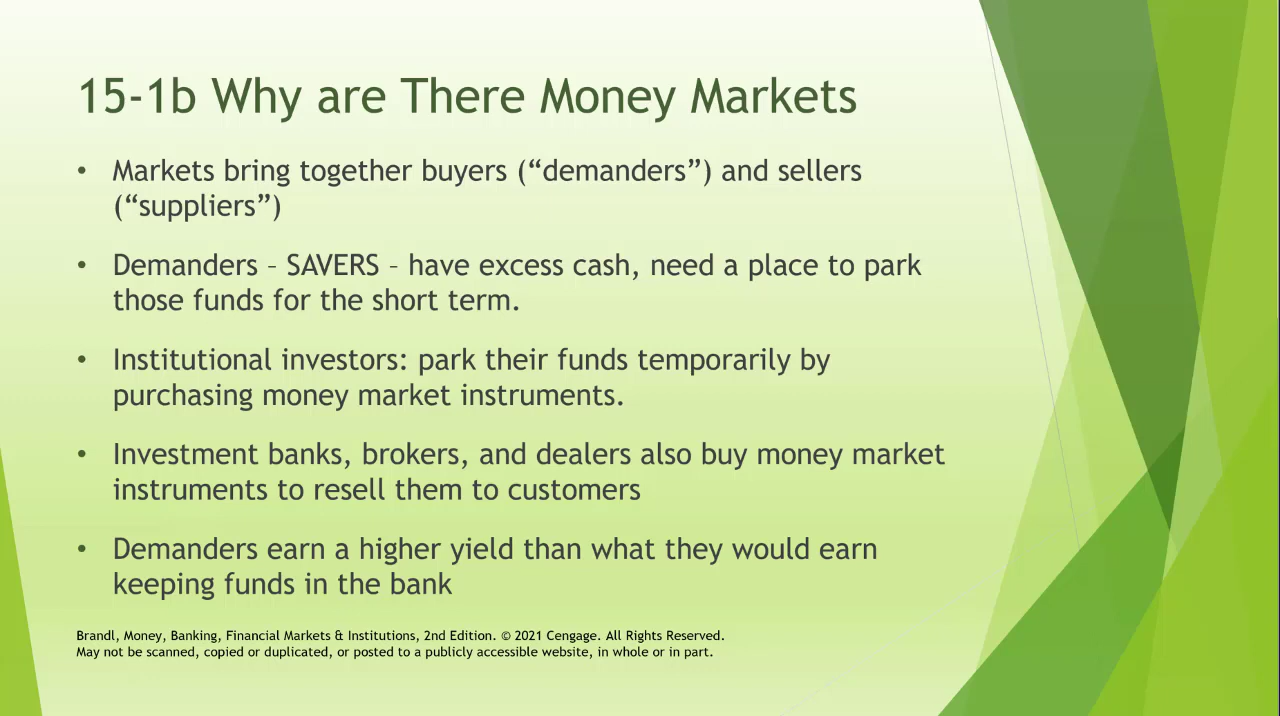 15-1b Why are There Money Markets
• Markets bring together buyers (“demanders”) and sellers
(“suppliers”)
• Demanders – SAVERS – have excess cash, need a place to park
those funds for the short term.
• Institutional investors: park their funds temporarily by
purchasing money market instruments.
• Investment banks, brokers, and dealers also buy money market
instruments to resell them to customers
• Demanders earn a higher yield than what they would earn
keeping funds in the bank
Brandl, Money, Banking, Financial Markets & Institutions, 2nd Edition. © 2021 Cengage. All Rights Reserved.
May not be scanned, copied or duplicated, or posted to a publicly accessible website, in whole or in part.